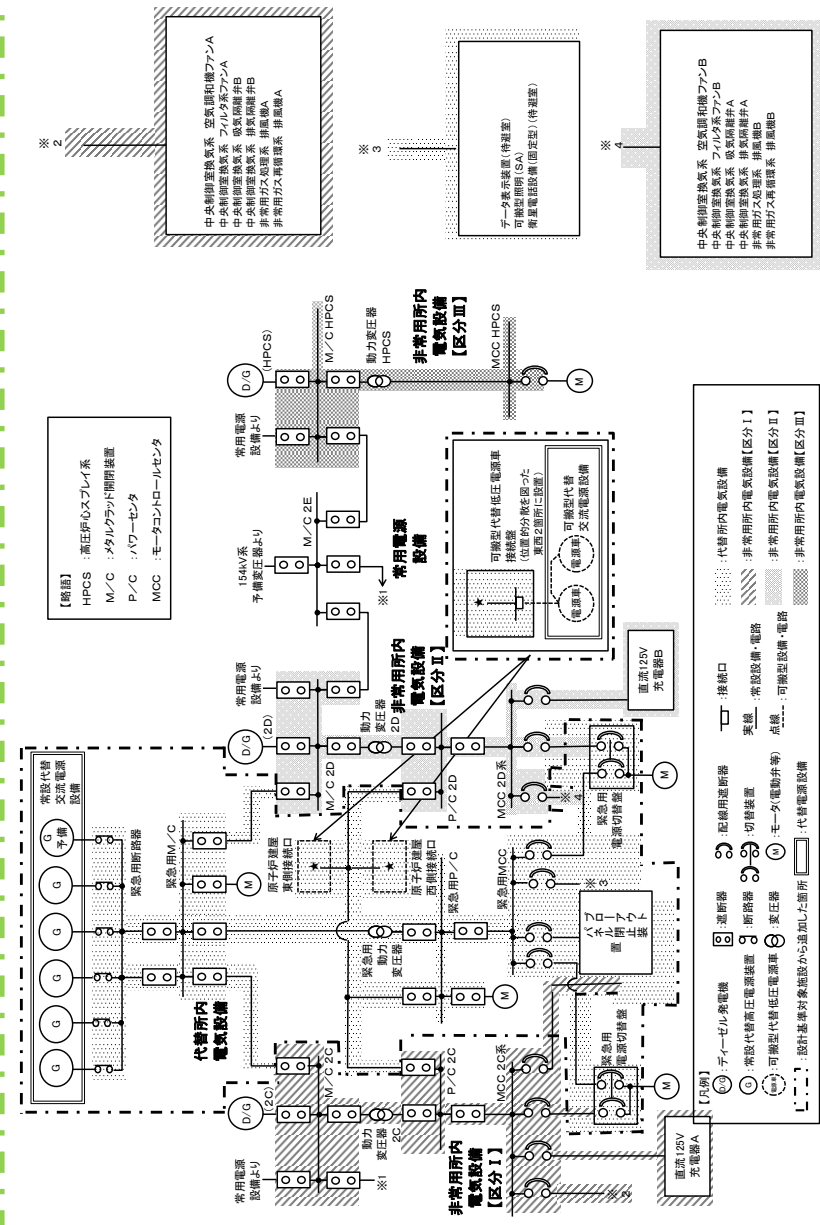 ※2
中央制御室換気系 空気調和機ファンA
中央制御室換気系 フィルタ系ファンA
中央制御室換気系 吸気隔離弁B
中央制御室換気系 排気隔離弁B
非常用ガス処理系 排風機A
非常用ガス再循環系 排風機A
※3
データ表示装置(待避室)
可搬型照明(SA)
衛星電話設備(固定型)(待避室)
※4
中央制御室換気系 空気調和機ファンB
中央制御室換気系 フィルタ系ファンB
中央制御室換気系 吸気隔離弁A
中央制御室換気系 排気隔離弁A
非常用ガス処理系 排風機B
非常用ガス再循環系 排風機B
【略語】
HPCS :高圧炉心スプレイ系
M/C :メタルクラッド開閉装置
P/C :パワーセンタ
MCC :モータコントロールセンタ
常設代替
交流電源
設備
G
G
G
G
G
G
予備
緊急用断路器
緊急用M/C
M
代替所内
電気設備
常用電源
設備より
D/G
(2C)
M/C 2C
※1
動力
変圧器
2C
P/C 2C
MCC 2C系
非常用所内
電気設備
【区分Ⅰ】
※2
直流125V
充電器A
緊急用
電源切替盤
M
緊急用
動力
変圧器
緊急用P/C
M
緊急用MCC
※3
ブローアウト
パネル閉止装
置
原子炉建屋
東側接続口
★
原子炉建屋
西側接続口
★
D/G
(2D)
常用電源
設備より
M/C 2D
動力
変圧器
2D
P/C 2D
MCC 2D系
非常用所内
電気設備
【区分Ⅱ】
※4
緊急用
電源切替盤
M
直流125V
充電器B
154kV系
予備変圧器より
M/C 2E
※1
常用電源
設備
常用電源
設備より
D/G
(HPCS)
M/C HPCS
動力変圧器
HPCS
非常用所内
電気設備
【区分Ⅲ】
MCC HPCS
M
可搬型代替低圧電源車
接続盤
(位置的分散を図った
東西2箇所に設置)
★
電源車
電源車
可搬型代替
交流電源設備
【凡例】
D/G :ディーゼル発電機
G :常設代替高圧電源装置
電源車 :可搬型代替低圧電源車
:設計基準対象施設から追加した箇所
:遮断器
:断路器
:変圧器
:配線用遮断器
:切替装置
M :モータ(電動弁等)
:代替電源設備
:接続口
実線 :常設設備・電路
点線 :可搬型設備・電路
:代替所内電気設備
:非常用所内電気設備【区分Ⅰ】
:非常用所内電気設備【区分Ⅱ】
:非常用所内電気設備【区分Ⅲ】